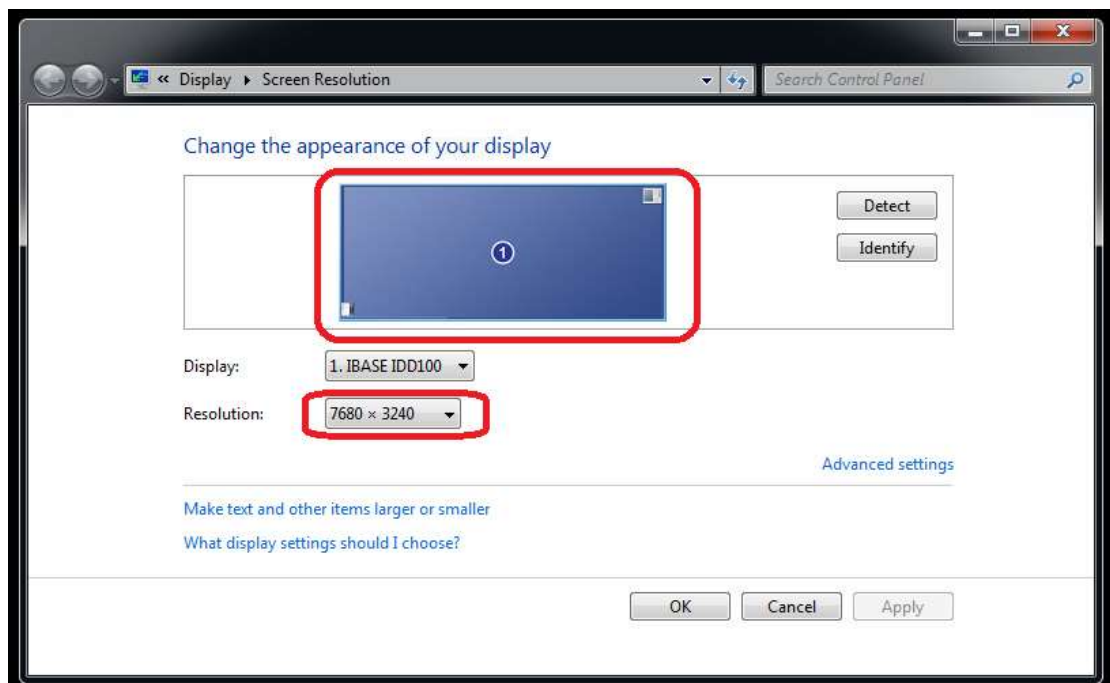 « Display ▸ Screen Resolution
Search Control Panel
Change the appearance of your display
1
Detect
Identify
Display: 1. IBASE IDD100
Resolution: 7680 × 3240
Advanced settings
Make text and other items larger or smaller
What display settings should I choose?
OK Cancel Apply